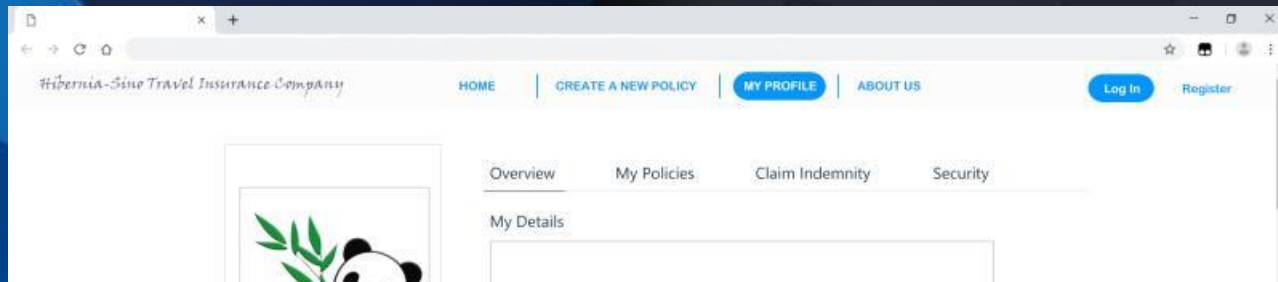 Hibernia-Sino Travel Insurance Company
HOME
CREATE A NEW POLICY
MY PROFILE
ABOUT US
Log In
Register
Overview
My Policies
Claim Indemnity
Security
My Details